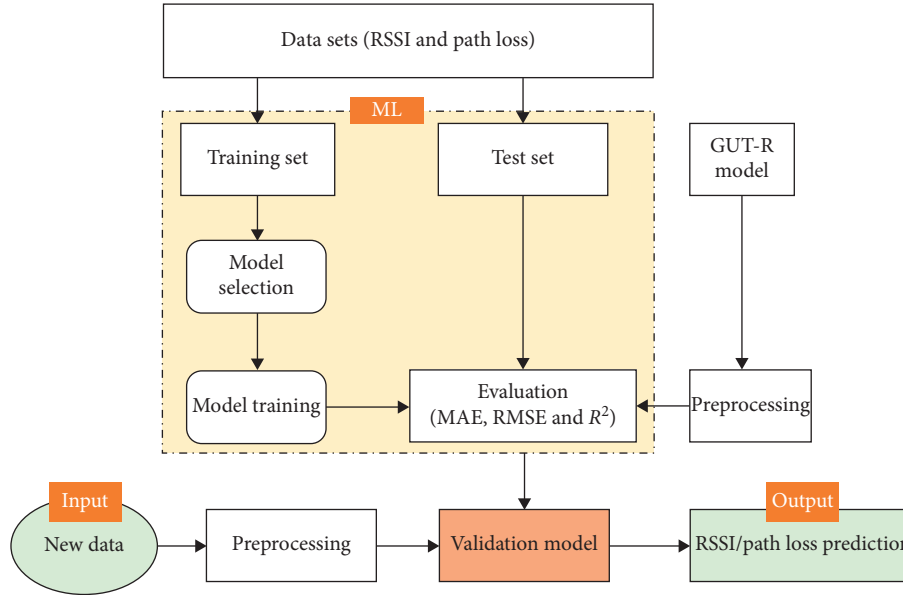 Data sets (RSSI and path loss)
ML
Training set
Test set
GUT-R
model
Model
selection
Model training
Evaluation
(MAE, RMSE and R²)
Preprocessing
Input
New data
Preprocessing
Validation model
Output
RSSI/path loss prediction